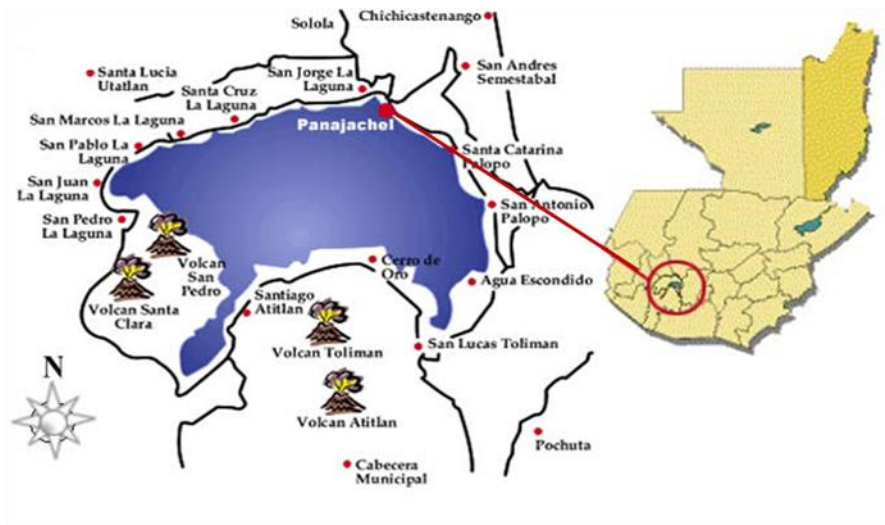 Chichicastenango
Solola
San Andres
Semestabal
Santa Lucia
Utatlan
San Jorge La
Laguna
Santa Cruz
La Laguna
San Marcos La Laguna
Panajachel
San Pablo La
Laguna
Santa Catarina
Palopo
San Juan
La Laguna
San Antonio
Palopo
San Pedro
La Laguna
Volcan
San
Pedro
Cerro de
Oro
Agua Escondido
Volcan Santa
Clara
Santiago
Atitlan
Volcan Toliman
San Lucas Toliman
N
Volcan Atitlan
Pochuta
Cabecera
Municipal